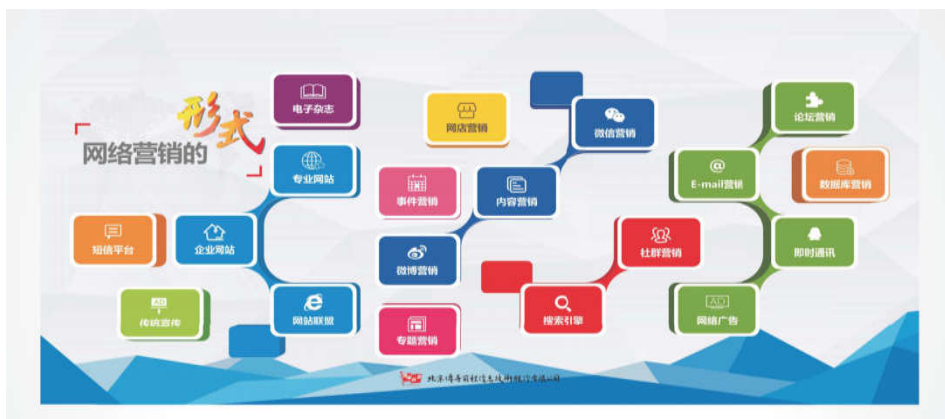 网络营销的
形式
电子杂志
专业网站
短信平台
企业网站
传统宣传
网站联盟
网店营销
微信营销
事件营销
内容营销
微博营销
社群营销
专题营销
搜索引擎
论坛营销
@
E-mail营销
数据库营销
即时通讯
AD
网络广告
AD